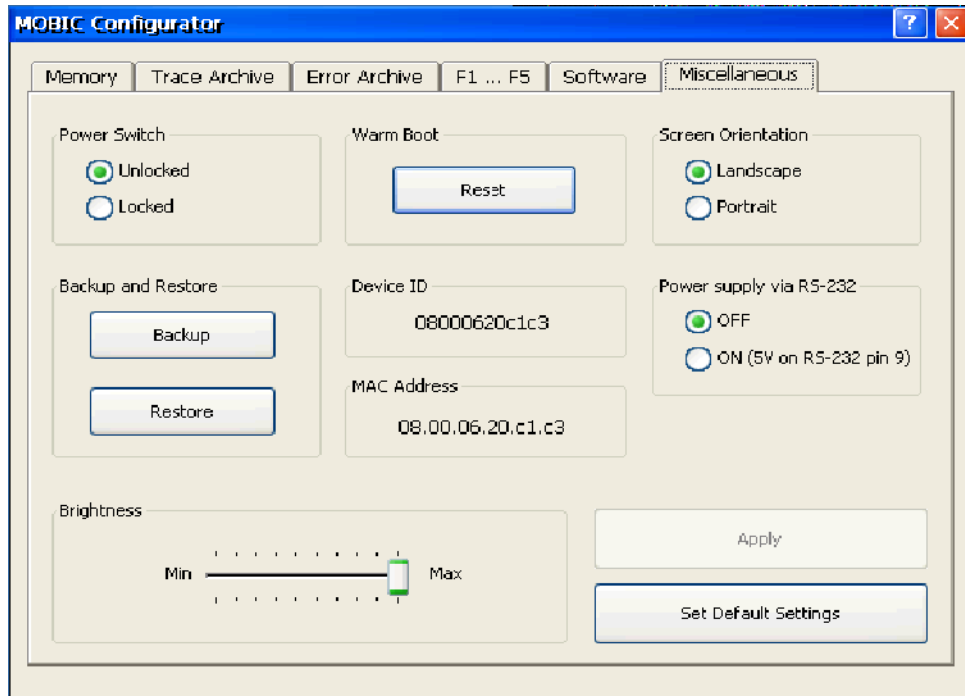 MOBIC Configurator
?
Memory
Trace Archive
Error Archive
F1 ... F5
Software
Miscellaneous
Power Switch
Unlocked
Locked
Warm Boot
Reset
Screen Orientation
Landscape
Portrait
Backup and Restore
Backup
Restore
Device ID
08000620c1c3
MAC Address
08.00.06.20.c1.c3
Power supply via RS-232
OFF
ON (5V on RS-232 pin 9)
Brightness
Min
Max
Apply
Set Default Settings